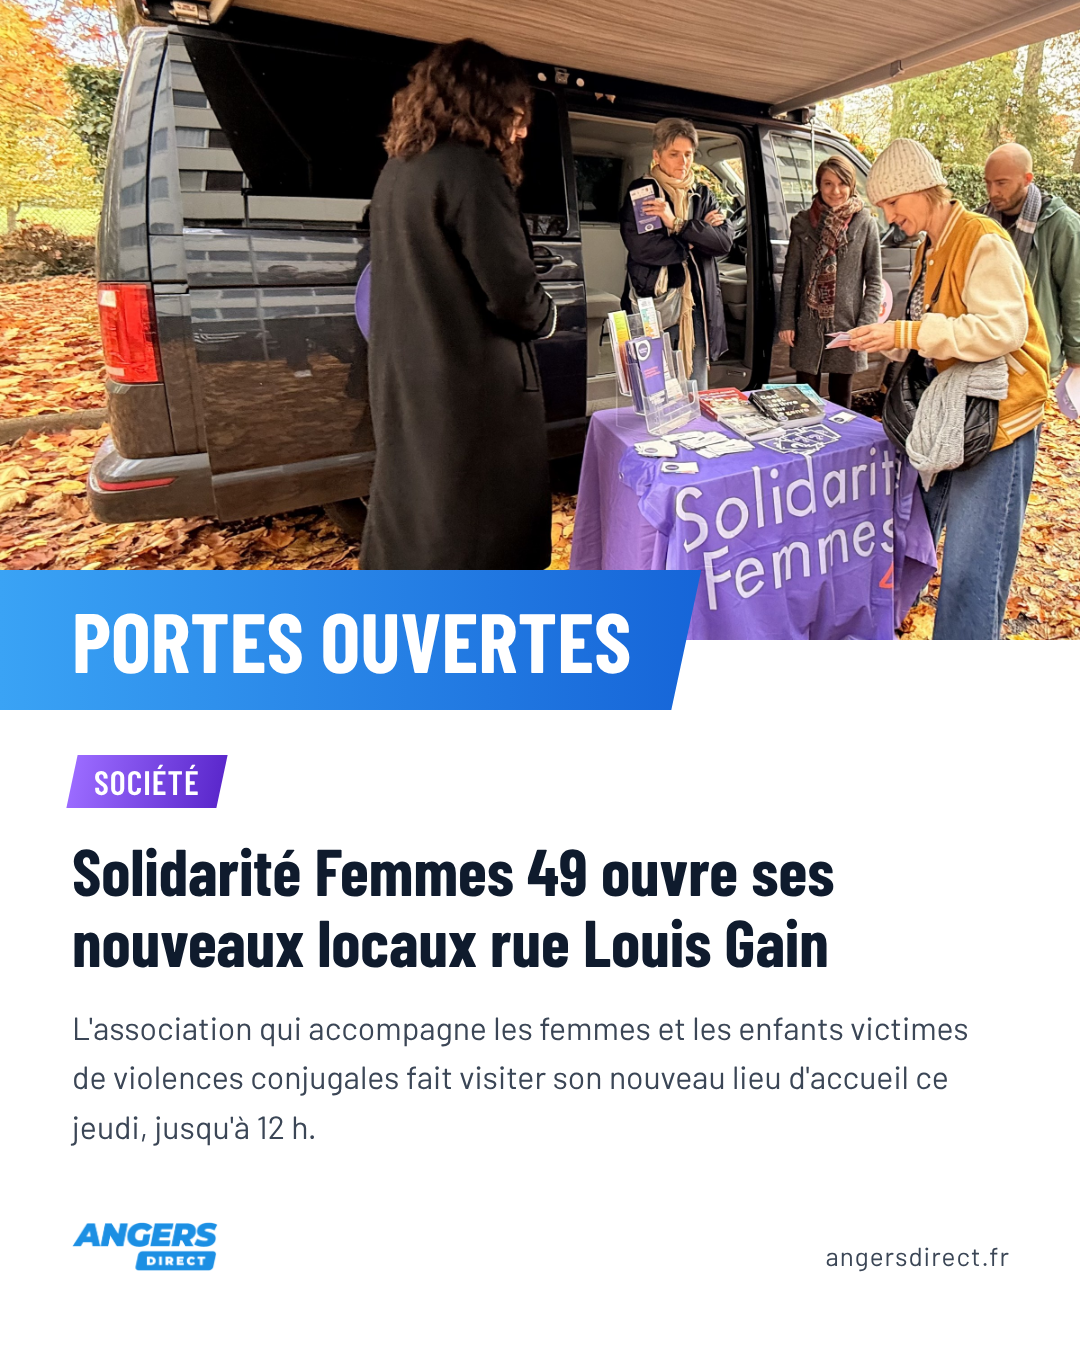 Solidarité
Femmes
PORTES OUVERTES
SOCIÉTÉ
Solidarité Femmes 49 ouvre ses
nouveaux locaux rue Louis Gain
L'association qui accompagne les femmes et les enfants victimes
de violences conjugales fait visiter son nouveau lieu d'accueil ce
jeudi, jusqu'à 12 h.
ANGERS
DIRECT
angersdirect.fr